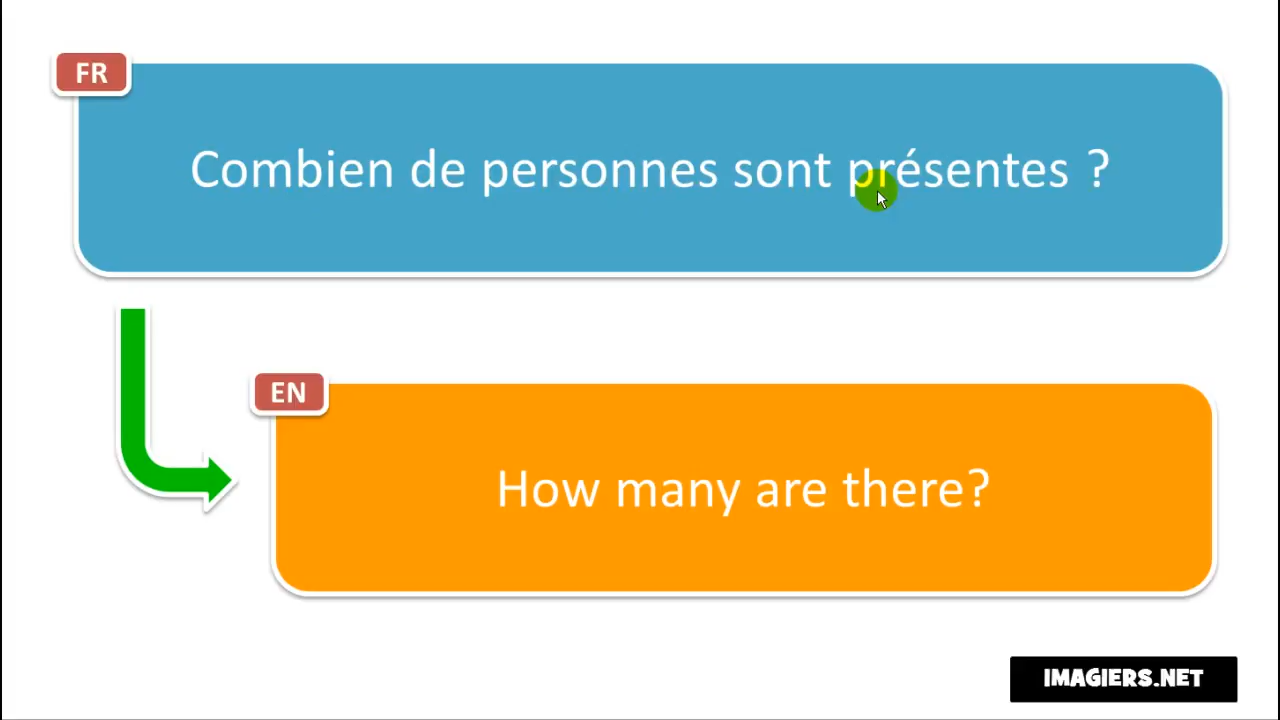 FR
Combien de personnes sont présentes ?
EN
How many are there?
IMAGIERS.NET